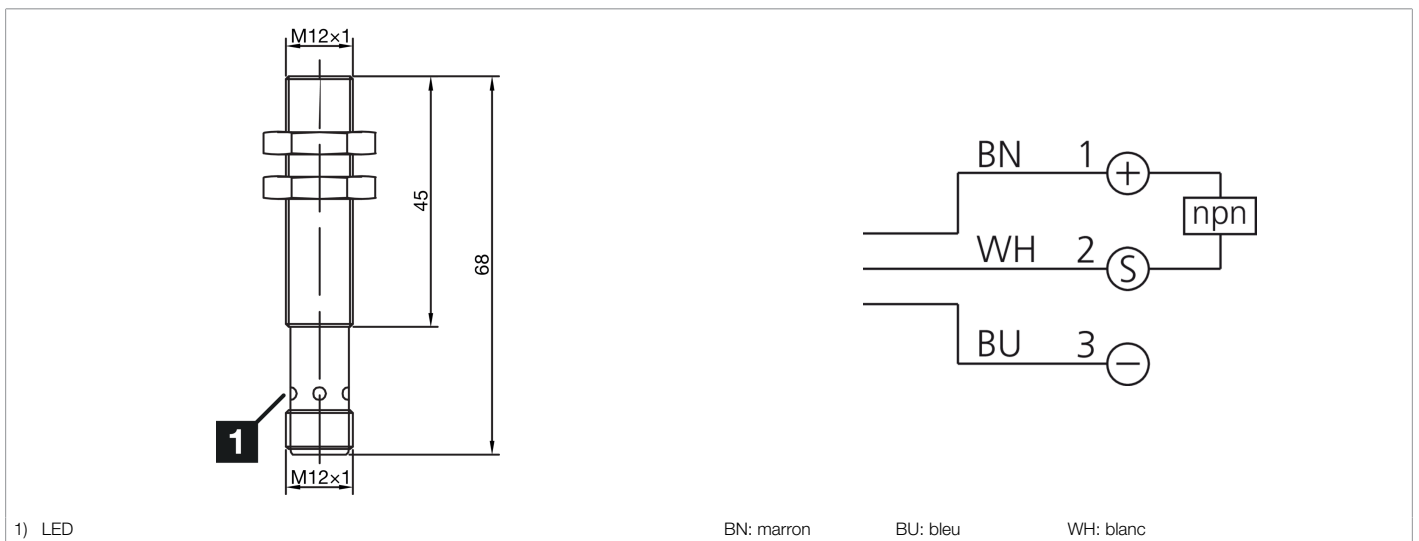 M12×1
45
68
1
M12×1
1) LED
BN 1 +
npn
WH 2 S
BU 3 −
BN: marron BU: bleu WH: blanc